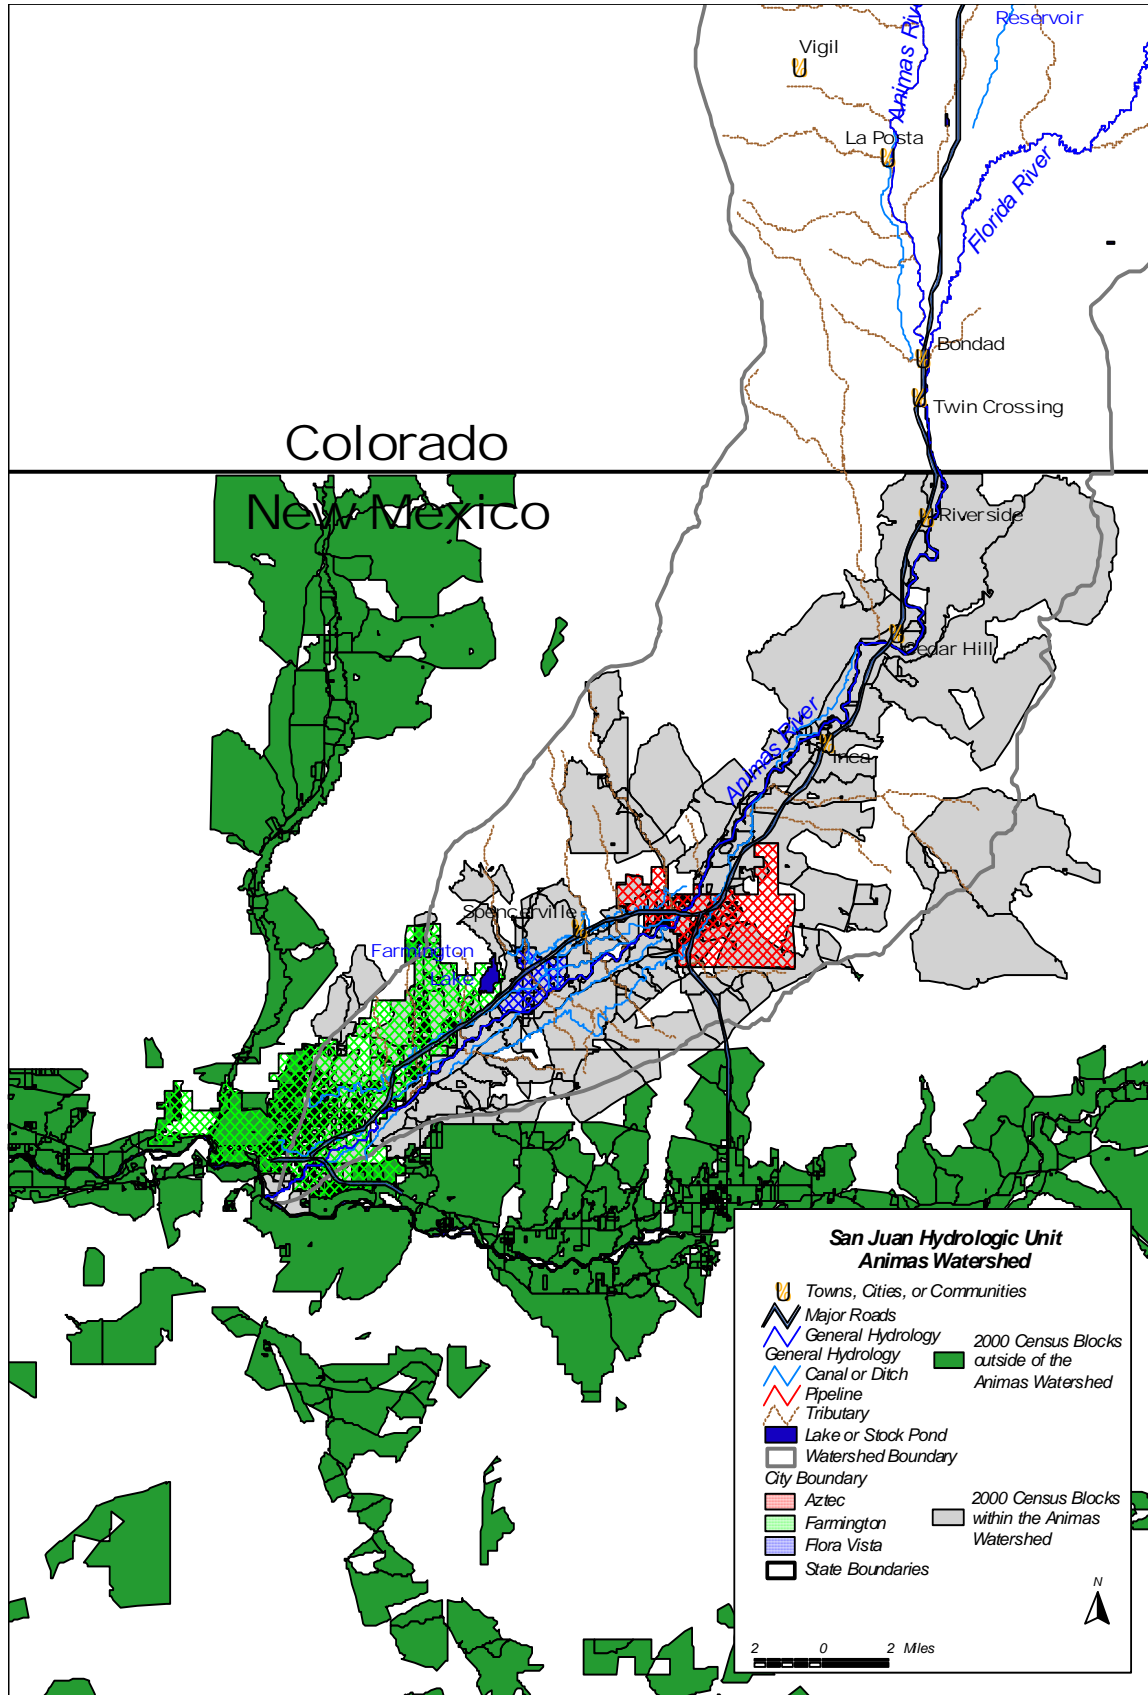 Reservoir
Animas Rive
Vigil
La Posta
Florida River
Bondad
Twin Crossing
Colorado
New Mexico
Riverside
Cedar Hill
Animas River
Inca
Spencerville
Farmington
Lake
San Juan Hydrologic Unit
Animas Watershed
Towns, Cities, or Communities
Major Roads
General Hydrology
General Hydrology
Canal or Ditch
Pipeline
Tributary
Lake or Stock Pond
Watershed Boundary
City Boundary
Aztec
Farmington
Flora Vista
State Boundaries
2000 Census Blocks
outside of the
Animas Watershed
2000 Census Blocks
within the Animas
Watershed
N
2 0 2 Miles